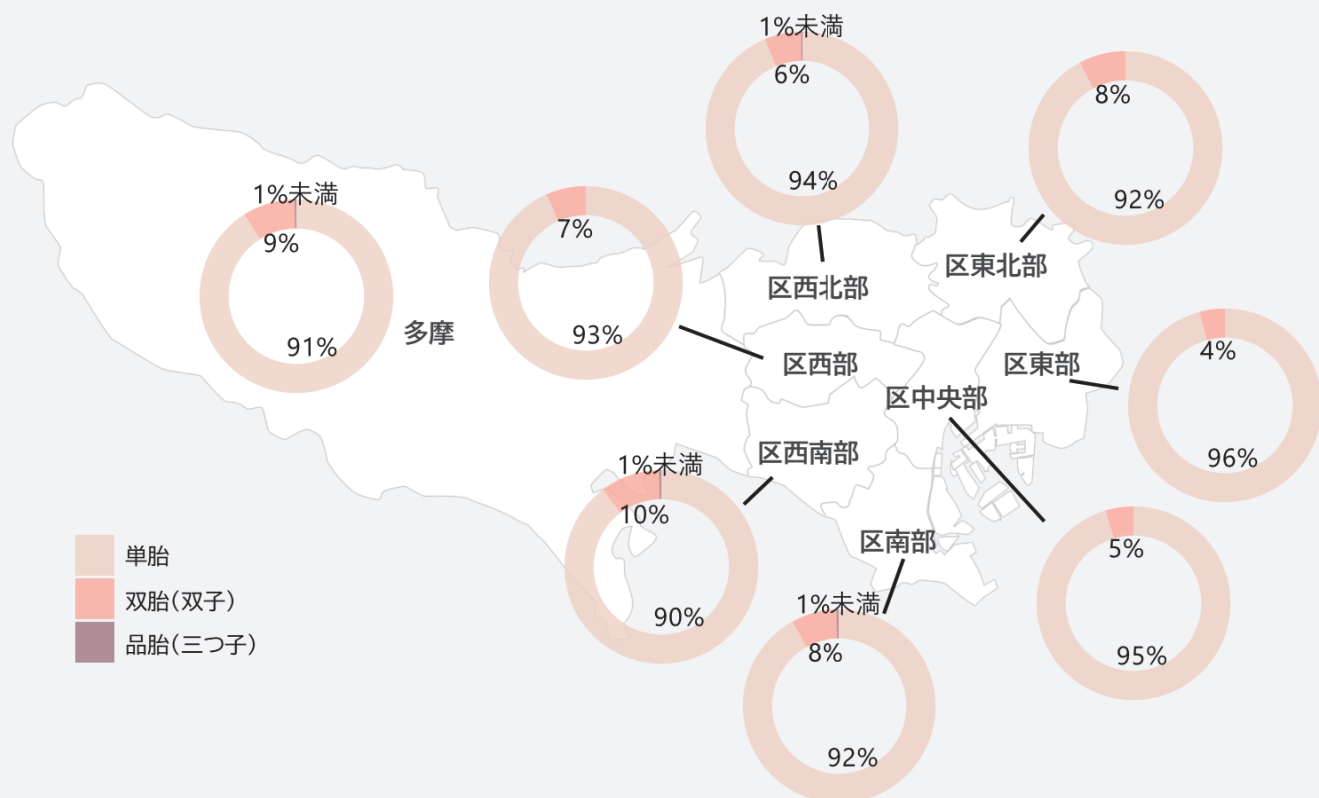 1%未満
6%
94%
区西北部
8%
92%
区東北部
1%未満
9%
91%
多摩
7%
93%
区西部
4%
96%
区東部
区中央部
5%
95%
区西南部
1%未満
10%
90%
区南部
1%未満
8%
92%
単胎
双胎(双子)
品胎(三つ子)